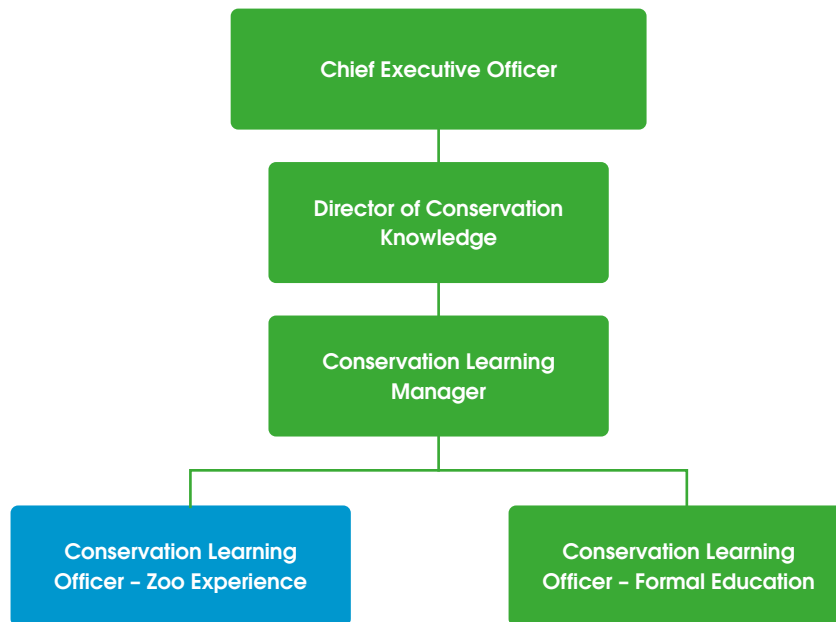 Chief Executive Officer
Director of Conservation
Knowledge
Conservation Learning
Manager
Conservation Learning
Officer – Zoo Experience
Conservation Learning
Officer – Formal Education